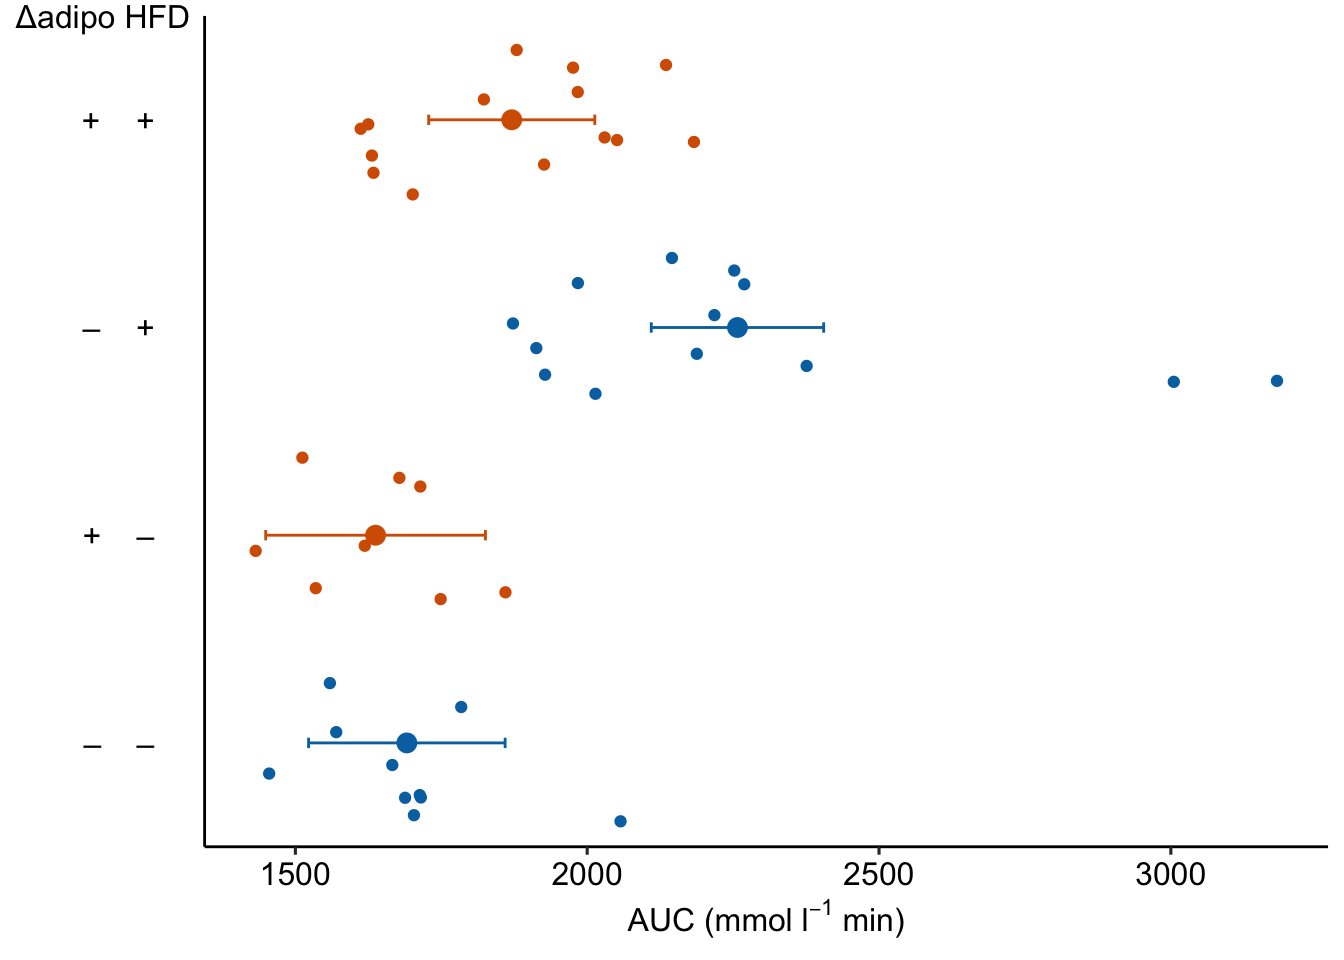 Δadipo HFD
+ +
– +
+ –
– –
1500 2000 2500 3000
AUC (mmol l⁻¹ min)